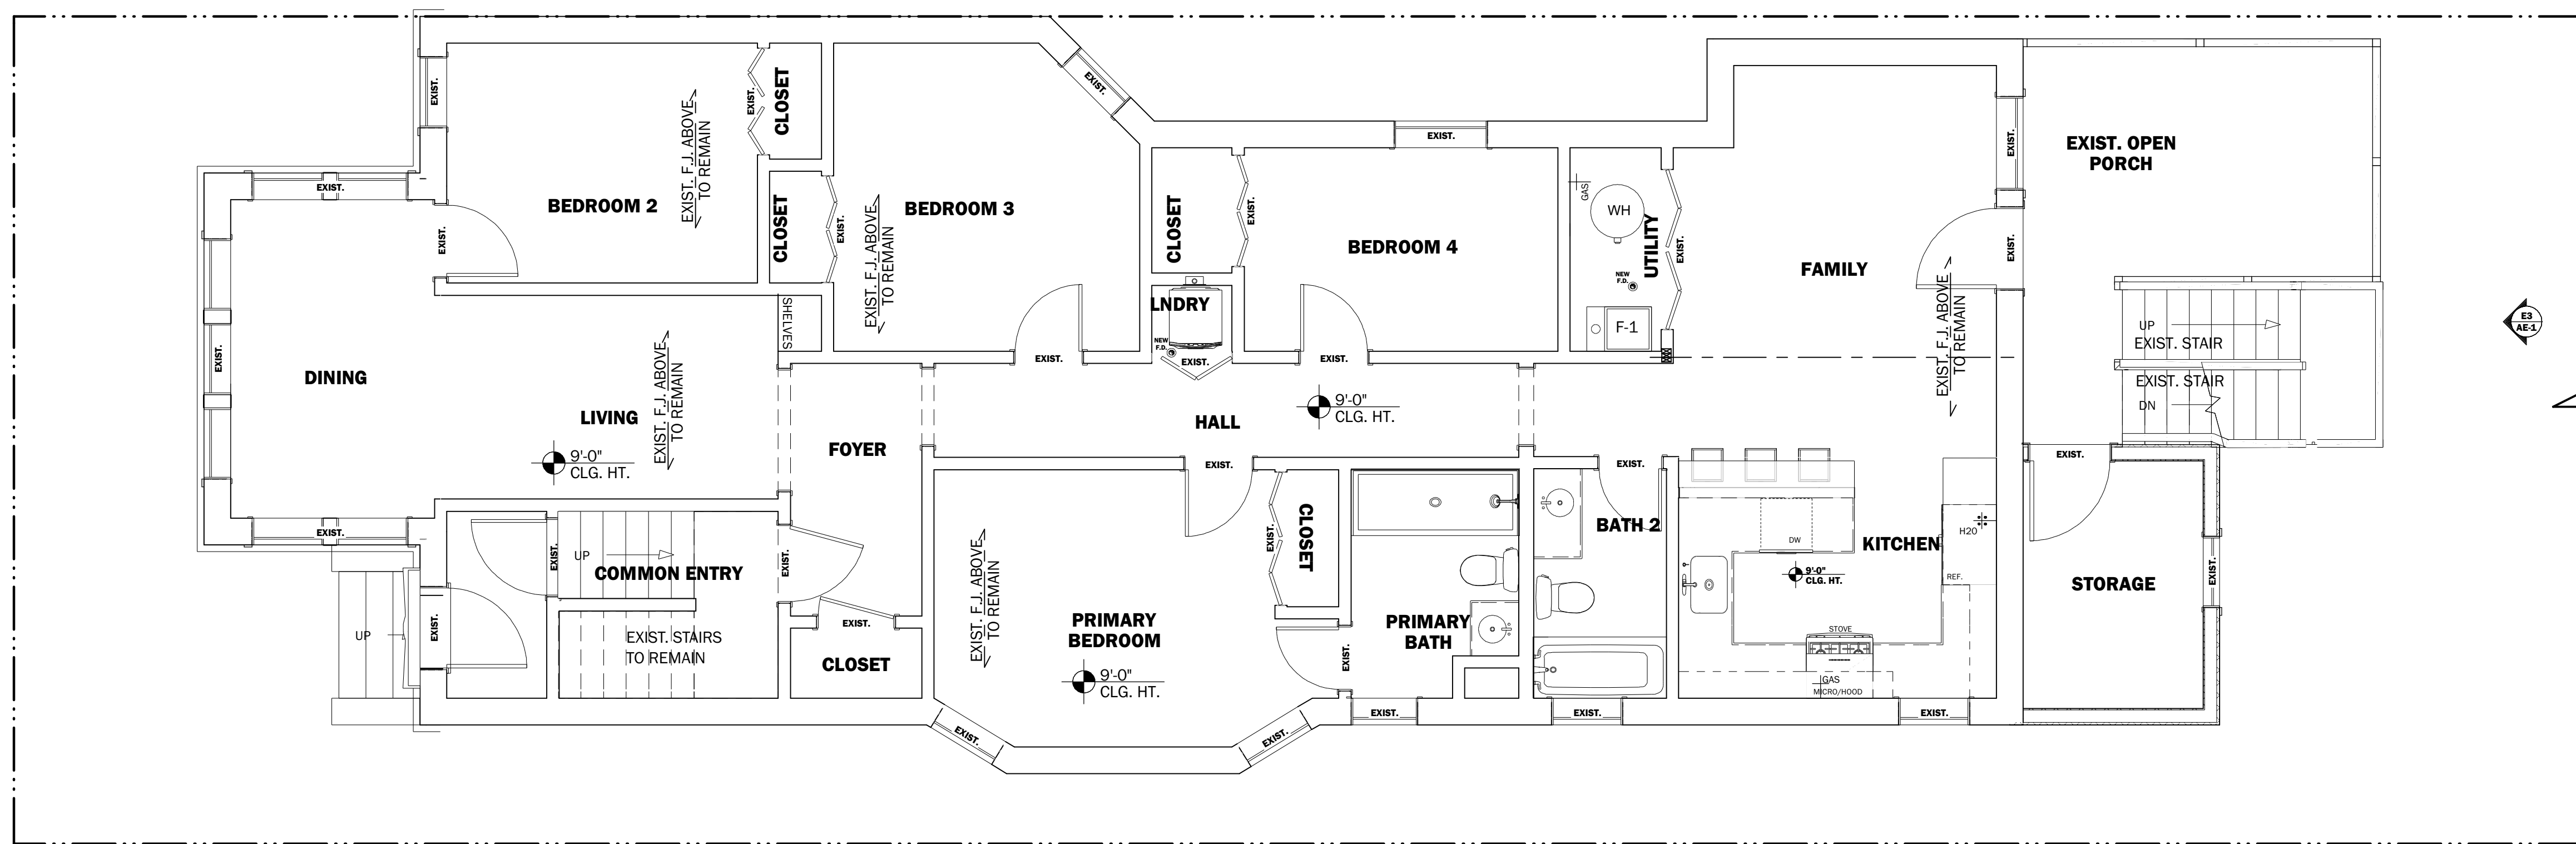 EXIST.
CLOSET
EXIST.
EXIST. F.J. ABOVE
TO REMAIN
BEDROOM 2
EXIST.
EXIST.
CLOSET
EXIST.
EXIST. F.J. ABOVE
TO REMAIN
BEDROOM 3
EXIST.
EXIST.
CLOSET
EXIST.
EXIST.
BEDROOM 4
LNDRY
NEW
F.D.
EXIST.
EXIST.
GAS
WH
UTILITY
NEW
F.D.
F-1
EXIST.
FAMILY
EXIST.
EXIST.
EXIST. F.J. ABOVE
TO REMAIN
EXIST. OPEN
PORCH
UP
EXIST. STAIR
EXIST. STAIR
DN
E3
AE-1
EXIST.
DINING
EXIST.
EXIST.
SHELVES
LIVING
EXIST. F.J. ABOVE
TO REMAIN
9'-0"
CLG. HT.
FOYER
HALL
9'-0"
CLG. HT.
EXIST.
UP
COMMON ENTRY
EXIST.
EXIST. STAIRS
TO REMAIN
UP
EXIST.
EXIST.
CLOSET
EXIST. F.J. ABOVE
TO REMAIN
EXIST.
EXIST.
CLOSET
PRIMARY
BEDROOM
9'-0"
CLG. HT.
EXIST.
EXIST.
EXIST.
PRIMARY
BATH
EXIST.
EXIST.
BATH 2
EXIST.
DW
KITCHEN
9'-0"
CLG. HT.
H20
REF.
STOVE
GAS
MICRO/HOOD
EXIST.
EXIST.
STORAGE
EXIST.